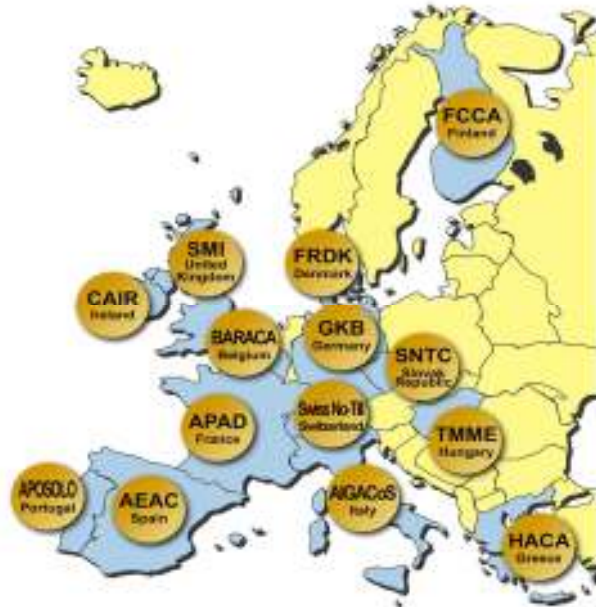 FCCA
Finland
SMI
United
Kingdom
FRDK
Denmark
CAIR
Ireland
BARACA
Belgium
GKB
Germany
SNTC
Slovak
Republic
APAD
France
Swiss No-Till
Switzerland
TMME
Hungary
APOSOLO
Portugal
AEAC
Spain
AIGACoS
Italy
HACA
Greece